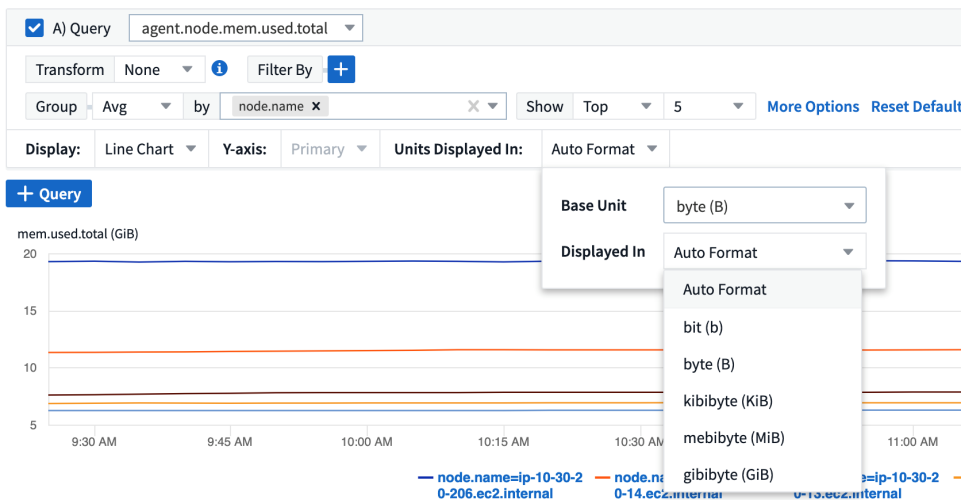 A) Query agent.node.mem.used.total
Transform None Filter By +
Group Avg by node.name x Show Top 5 More Options Reset Default
Display: Line Chart Y-axis: Primary Units Displayed In: Auto Format
+ Query
Base Unit byte (B)
Displayed In Auto Format
Auto Format
bit (b)
byte (B)
kibibyte (KiB)
mebibyte (MiB)
gibibyte (GiB)
mem.used.total (GiB)
20
15
10
5
9:30 AM 9:45 AM 10:00 AM 10:15 AM 10:30 AM 11:00 AM
node.name=ip-10-30-2 node.na e=ip-10-30-2
0-206.ec2.internal 0-14.ec2.internal 0-13.ec2.internal